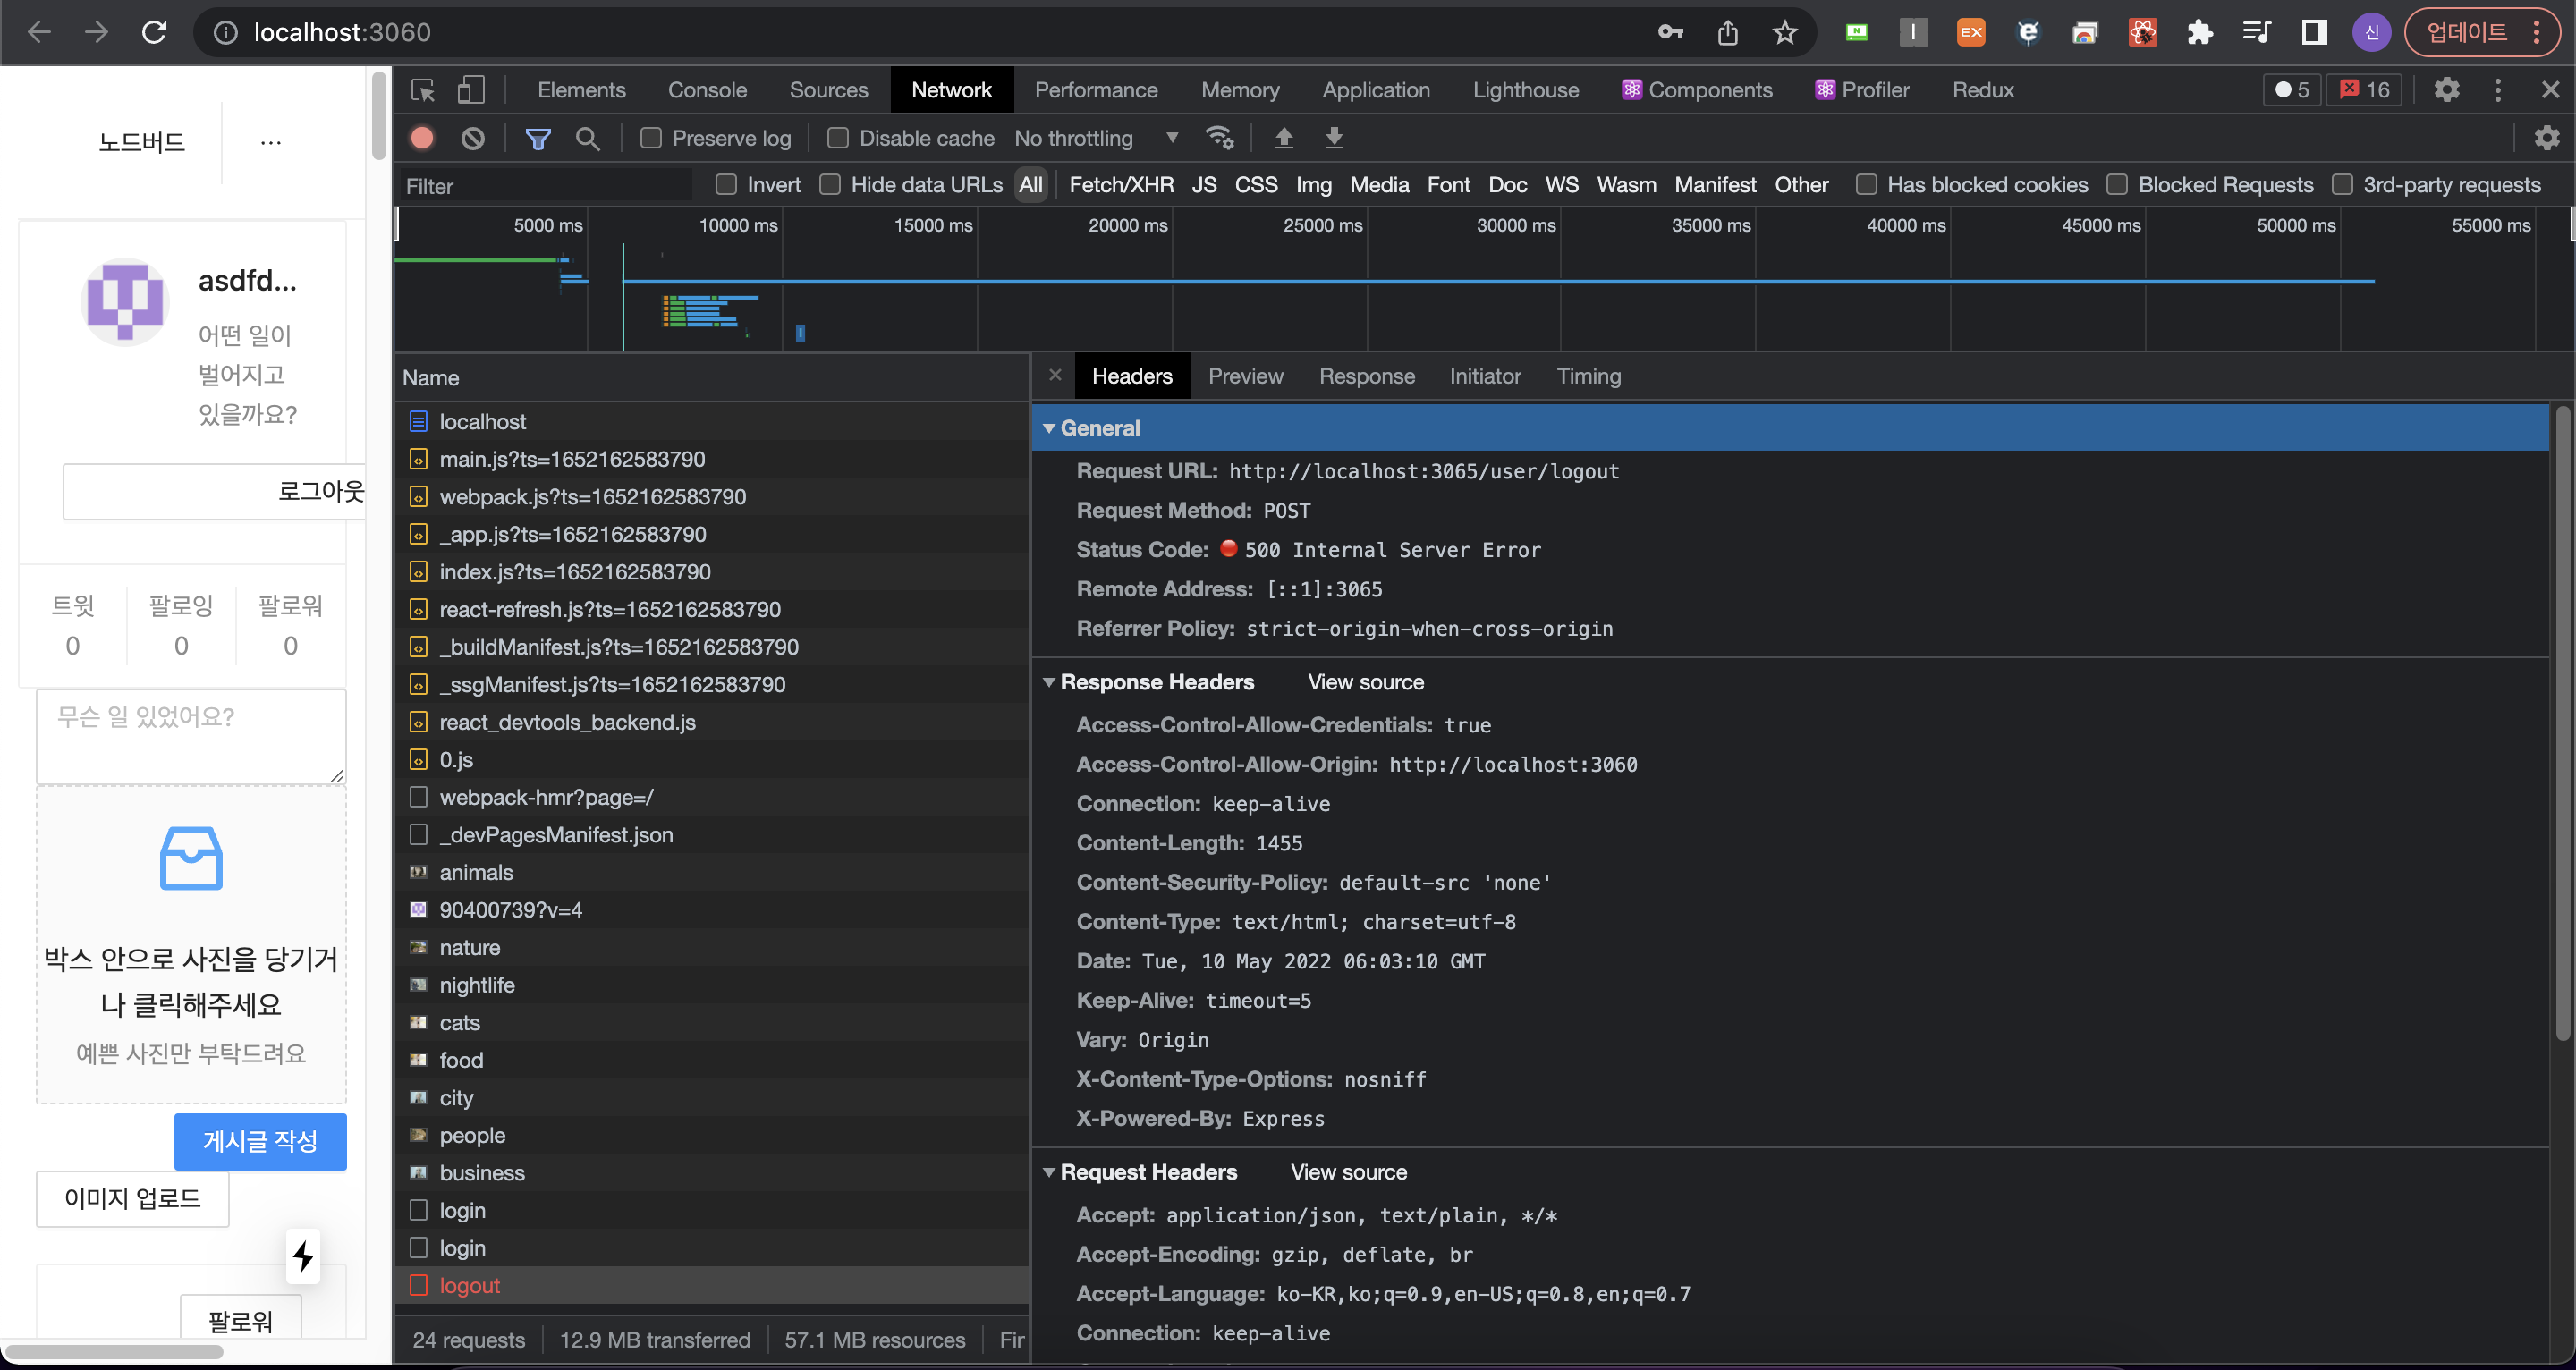 localhost:3060
N
I
EX
신
업데이트
노드버드
...
asdfd...
어떤 일이
벌어지고
있을까요?
로그아웃
트윗
0
팔로잉
0
팔로워
0
무슨 일 있었어요?
박스 안으로 사진을 당기거
나 클릭해주세요
예쁜 사진만 부탁드려요
게시글 작성
이미지 업로드
팔로워
Elements Console Sources Network Performance Memory Application Lighthouse Components Profiler Redux 5 16
Preserve log Disable cache No throttling
Filter Invert Hide data URLs All Fetch/XHR JS CSS Img Media Font Doc WS Wasm Manifest Other Has blocked cookies Blocked Requests 3rd-party requests
5000 ms 10000 ms 15000 ms 20000 ms 25000 ms 30000 ms 35000 ms 40000 ms 45000 ms 50000 ms 55000 ms
Name
localhost
main.js?ts=1652162583790
webpack.js?ts=1652162583790
_app.js?ts=1652162583790
index.js?ts=1652162583790
react-refresh.js?ts=1652162583790
_buildManifest.js?ts=1652162583790
_ssgManifest.js?ts=1652162583790
react_devtools_backend.js
0.js
webpack-hmr?page=/
_devPagesManifest.json
animals
90400739?v=4
nature
nightlife
cats
food
city
people
business
login
login
logout
24 requests 12.9 MB transferred 57.1 MB resources Fir
Headers Preview Response Initiator Timing
General
Request URL: http://localhost:3065/user/logout
Request Method: POST
Status Code: 500 Internal Server Error
Remote Address: [::1]:3065
Referrer Policy: strict-origin-when-cross-origin
Response Headers View source
Access-Control-Allow-Credentials: true
Access-Control-Allow-Origin: http://localhost:3060
Connection: keep-alive
Content-Length: 1455
Content-Security-Policy: default-src 'none'
Content-Type: text/html; charset=utf-8
Date: Tue, 10 May 2022 06:03:10 GMT
Keep-Alive: timeout=5
Vary: Origin
X-Content-Type-Options: nosniff
X-Powered-By: Express
Request Headers View source
Accept: application/json, text/plain, */*
Accept-Encoding: gzip, deflate, br
Accept-Language: ko-KR,ko;q=0.9,en-US;q=0.8,en;q=0.7
Connection: keep-alive